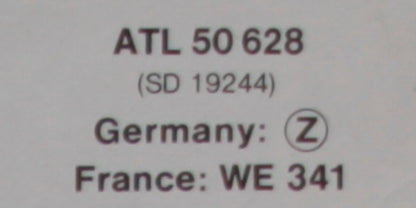 ATL 50 628
(SD 19244)
Germany: Ⓩ
France: WE 341